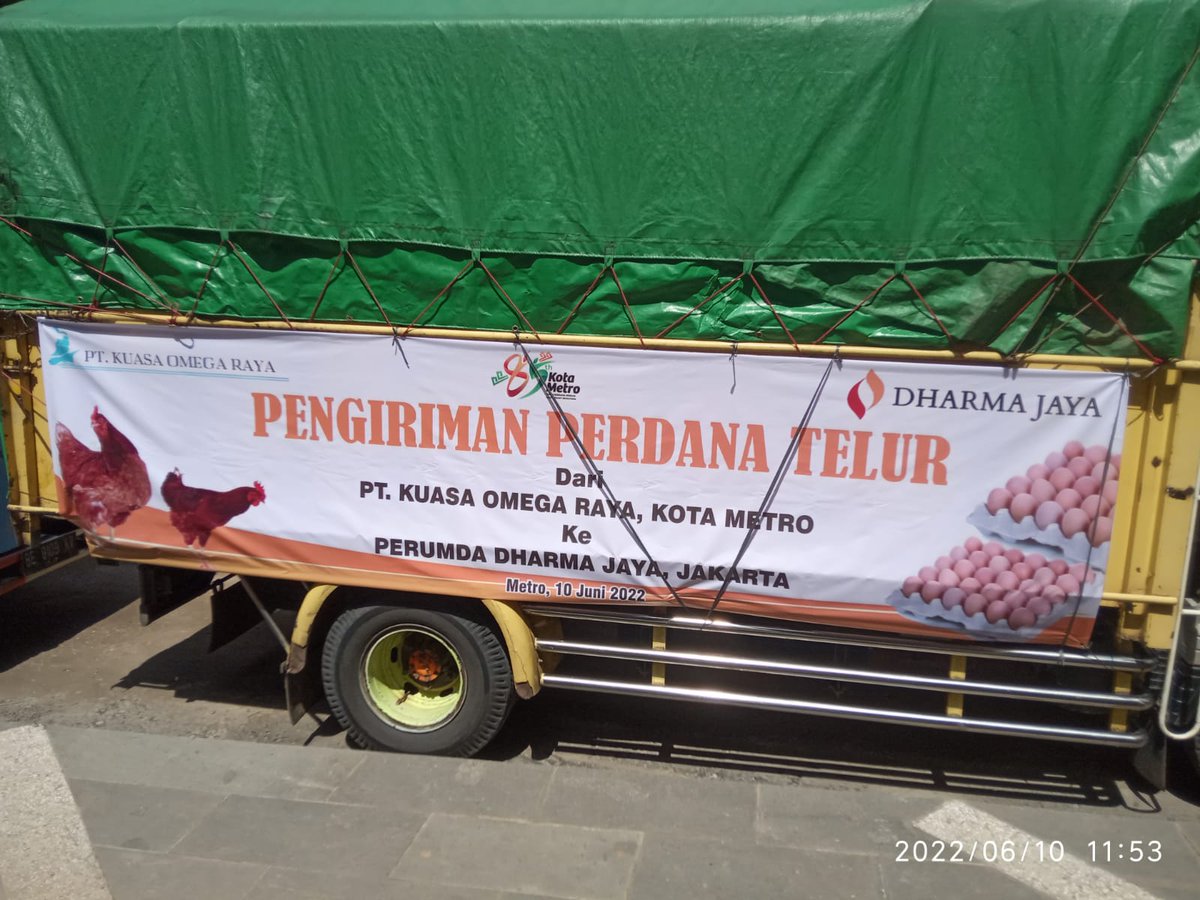 PT. KUASA OMEGA RAYA
85th
Kota
Metro
DHARMA JAYA
PENGIRIMAN PERDANA TELUR
Dari
PT. KUASA OMEGA RAYA, KOTA METRO
Ke
PERUMDA DHARMA JAYA, JAKARTA
Metro, 10 Juni 2022
2022/06/10 11:53